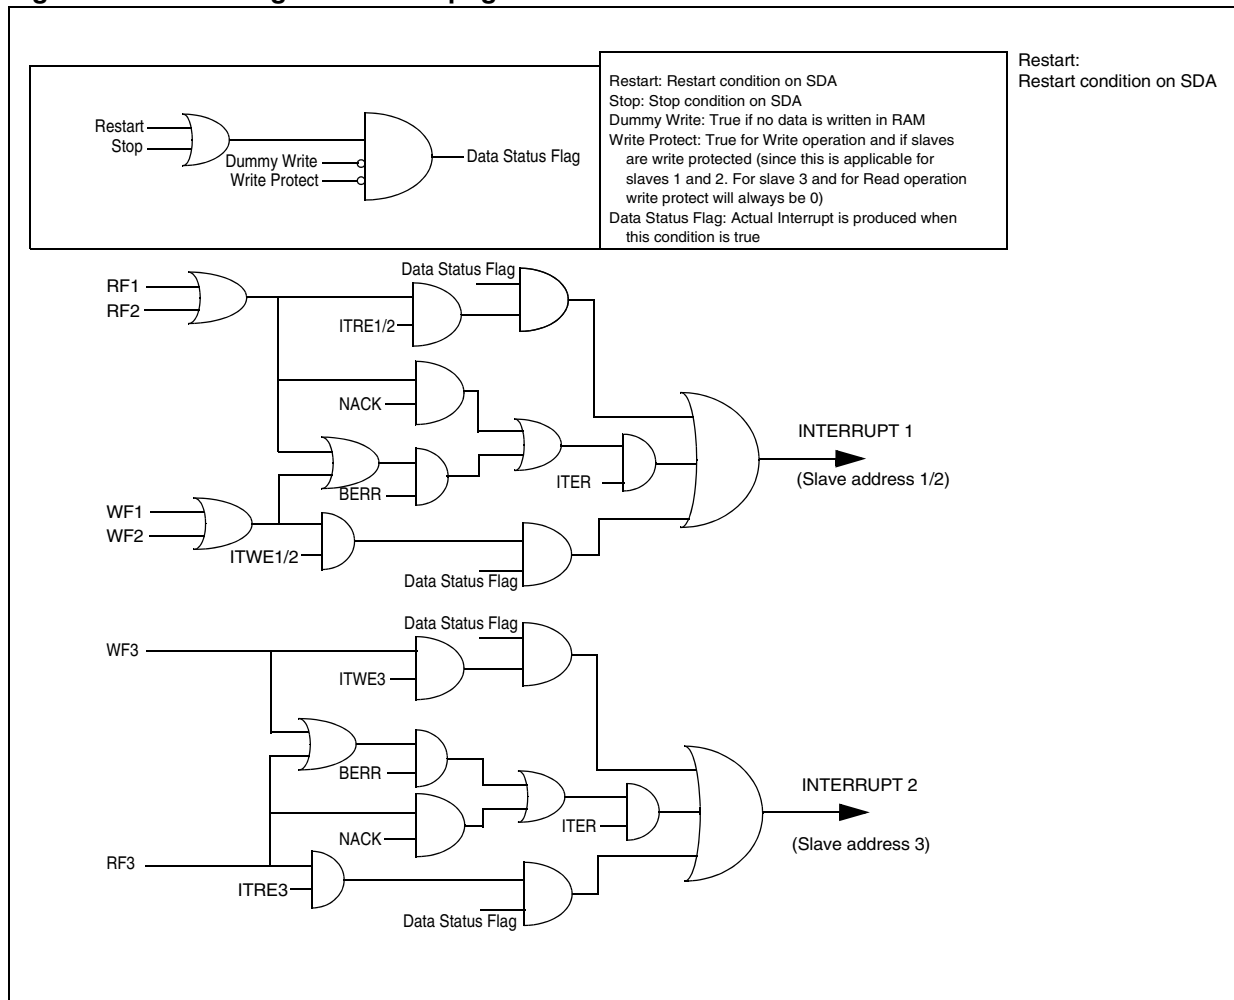 Restart:
Restart condition on SDA
Restart: Restart condition on SDA
Stop: Stop condition on SDA
Dummy Write: True if no data is written in RAM
Write Protect: True for Write operation and if slaves
are write protected (since this is applicable for
slaves 1 and 2. For slave 3 and for Read operation
write protect will always be 0)
Data Status Flag: Actual Interrupt is produced when
this condition is true
Restart
Stop
Dummy Write
Write Protect
Data Status Flag
Data Status Flag
RF1
RF2
ITRE1/2
NACK
BERR
ITER
INTERRUPT 1
(Slave address 1/2)
WF1
WF2
ITWE1/2
Data Status Flag
Data Status Flag
WF3
ITWE3
BERR
ITER
INTERRUPT 2
(Slave address 3)
NACK
RF3
ITRE3
Data Status Flag